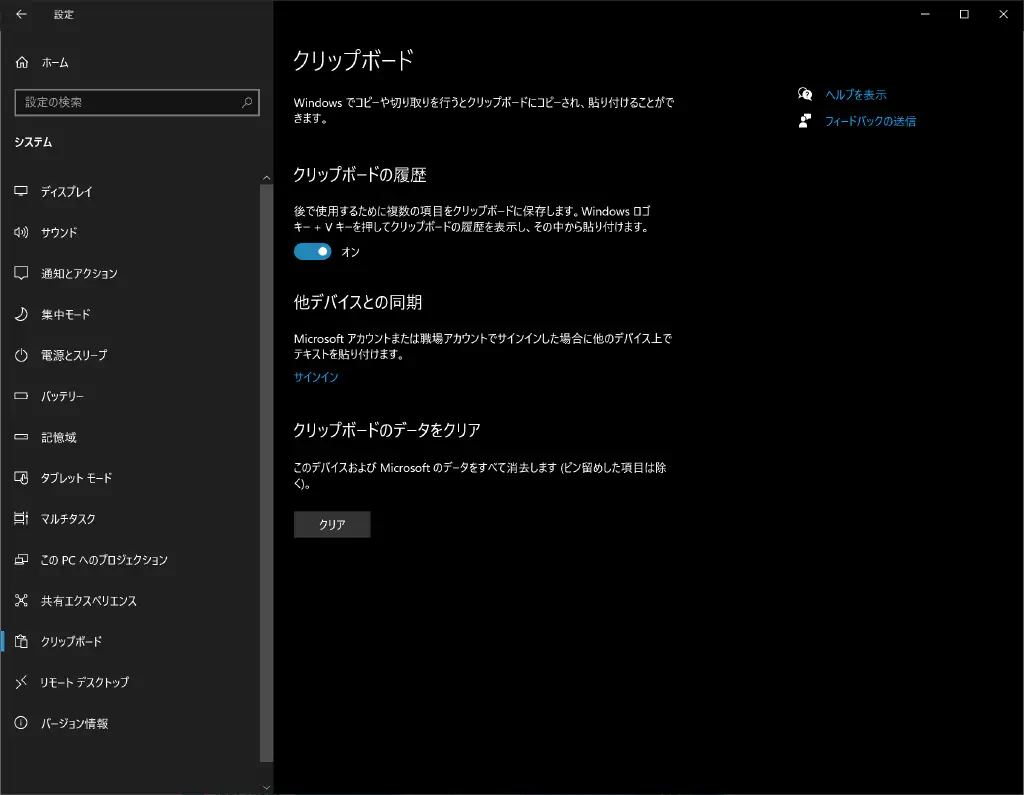 設定
ホーム
設定の検索
システム
ディスプレイ
サウンド
通知とアクション
集中モード
電源とスリープ
バッテリー
記憶域
タブレット モード
マルチタスク
この PC へのプロジェクション
共有エクスペリエンス
クリップボード
リモート デスクトップ
バージョン情報
クリップボード
Windows でコピーや切り取りを行うとクリップボードにコピーされ、貼り付けることがで
きます。
クリップボードの履歴
後で使用するために複数の項目をクリップボードに保存します。Windows ロゴ
キー + V キーを押してクリップボードの履歴を表示し、その中から貼り付けます。
オン
他デバイスとの同期
Microsoft アカウントまたは職場アカウントでサインインした場合に他のデバイス上で
テキストを貼り付けます。
サインイン
クリップボードのデータをクリア
このデバイスおよび Microsoft のデータをすべて消去します (ピン留めした項目は除
く)。
クリア
ヘルプを表示
フィードバックの送信